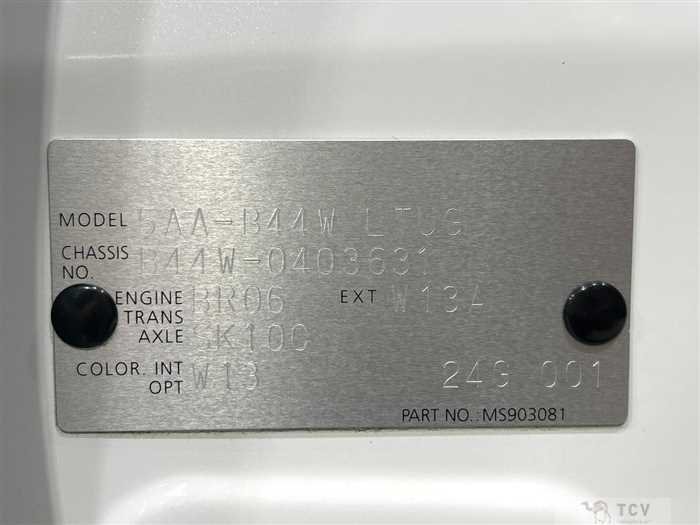 MODEL 5AA-B44W LTUS
CHASSIS NO. B44W-0403631
ENGINE BR06 EXT W13A
TRANS AXLE SK10C
COLOR. INT W13 24G 001
OPT
PART NO.: MS903081
TCV